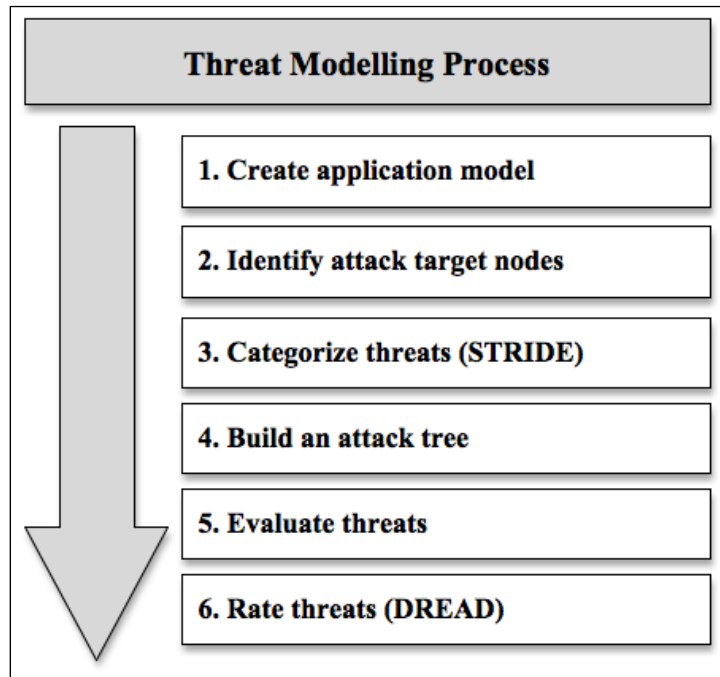 Threat Modelling Process
1. Create application model
2. Identify attack target nodes
3. Categorize threats (STRIDE)
4. Build an attack tree
5. Evaluate threats
6. Rate threats (DREAD)